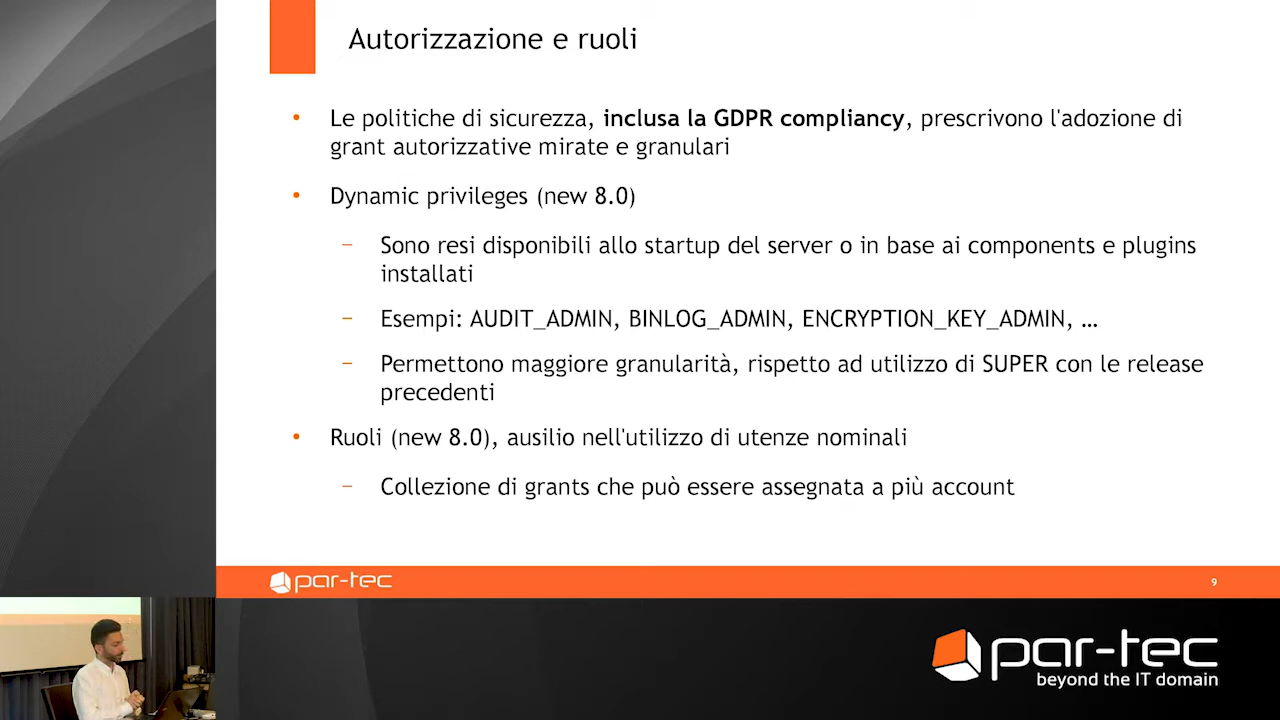 Autorizzazione e ruoli
• Le politiche di sicurezza, inclusa la GDPR compliancy, prescrivono l'adozione di
grant autorizzative mirate e granulari
• Dynamic privileges (new 8.0)
– Sono resi disponibili allo startup del server o in base ai components e plugins
installati
– Esempi: AUDIT_ADMIN, BINLOG_ADMIN, ENCRYPTION_KEY_ADMIN, …
– Permettono maggiore granularità, rispetto ad utilizzo di SUPER con le release
precedenti
• Ruoli (new 8.0), ausilio nell'utilizzo di utenze nominali
– Collezione di grants che può essere assegnata a più account
par-tec
9
par-tec
beyond the IT domain